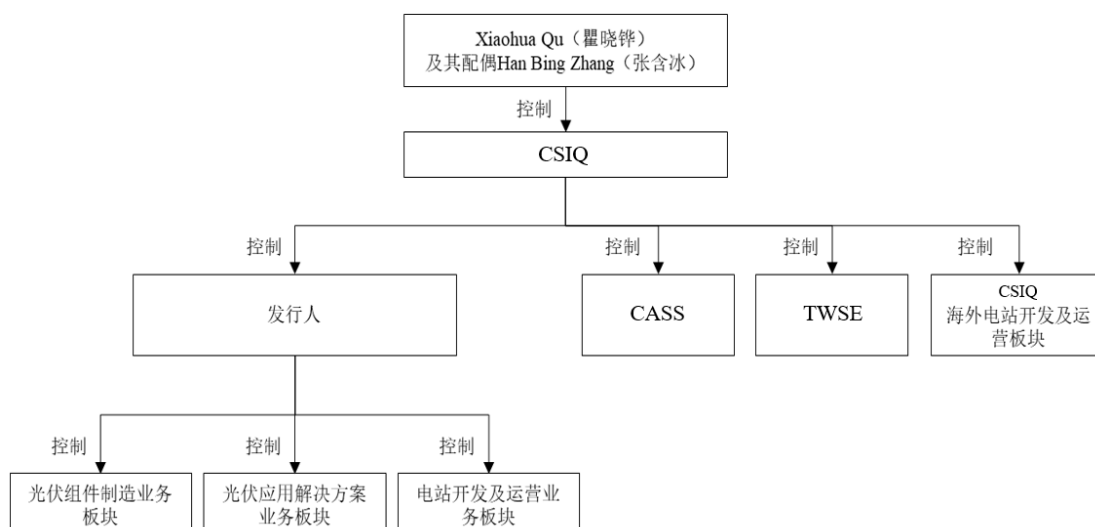 Xiaohua Qu（瞿晓铧）
及其配偶Han Bing Zhang（张含冰）
控制
CSIQ
控制
控制
控制
控制
发行人
CASS
TWSE
CSIQ
海外电站开发及运
营板块
控制
控制
控制
光伏组件制造业务
板块
光伏应用解决方案
业务板块
电站开发及运营业
务板块